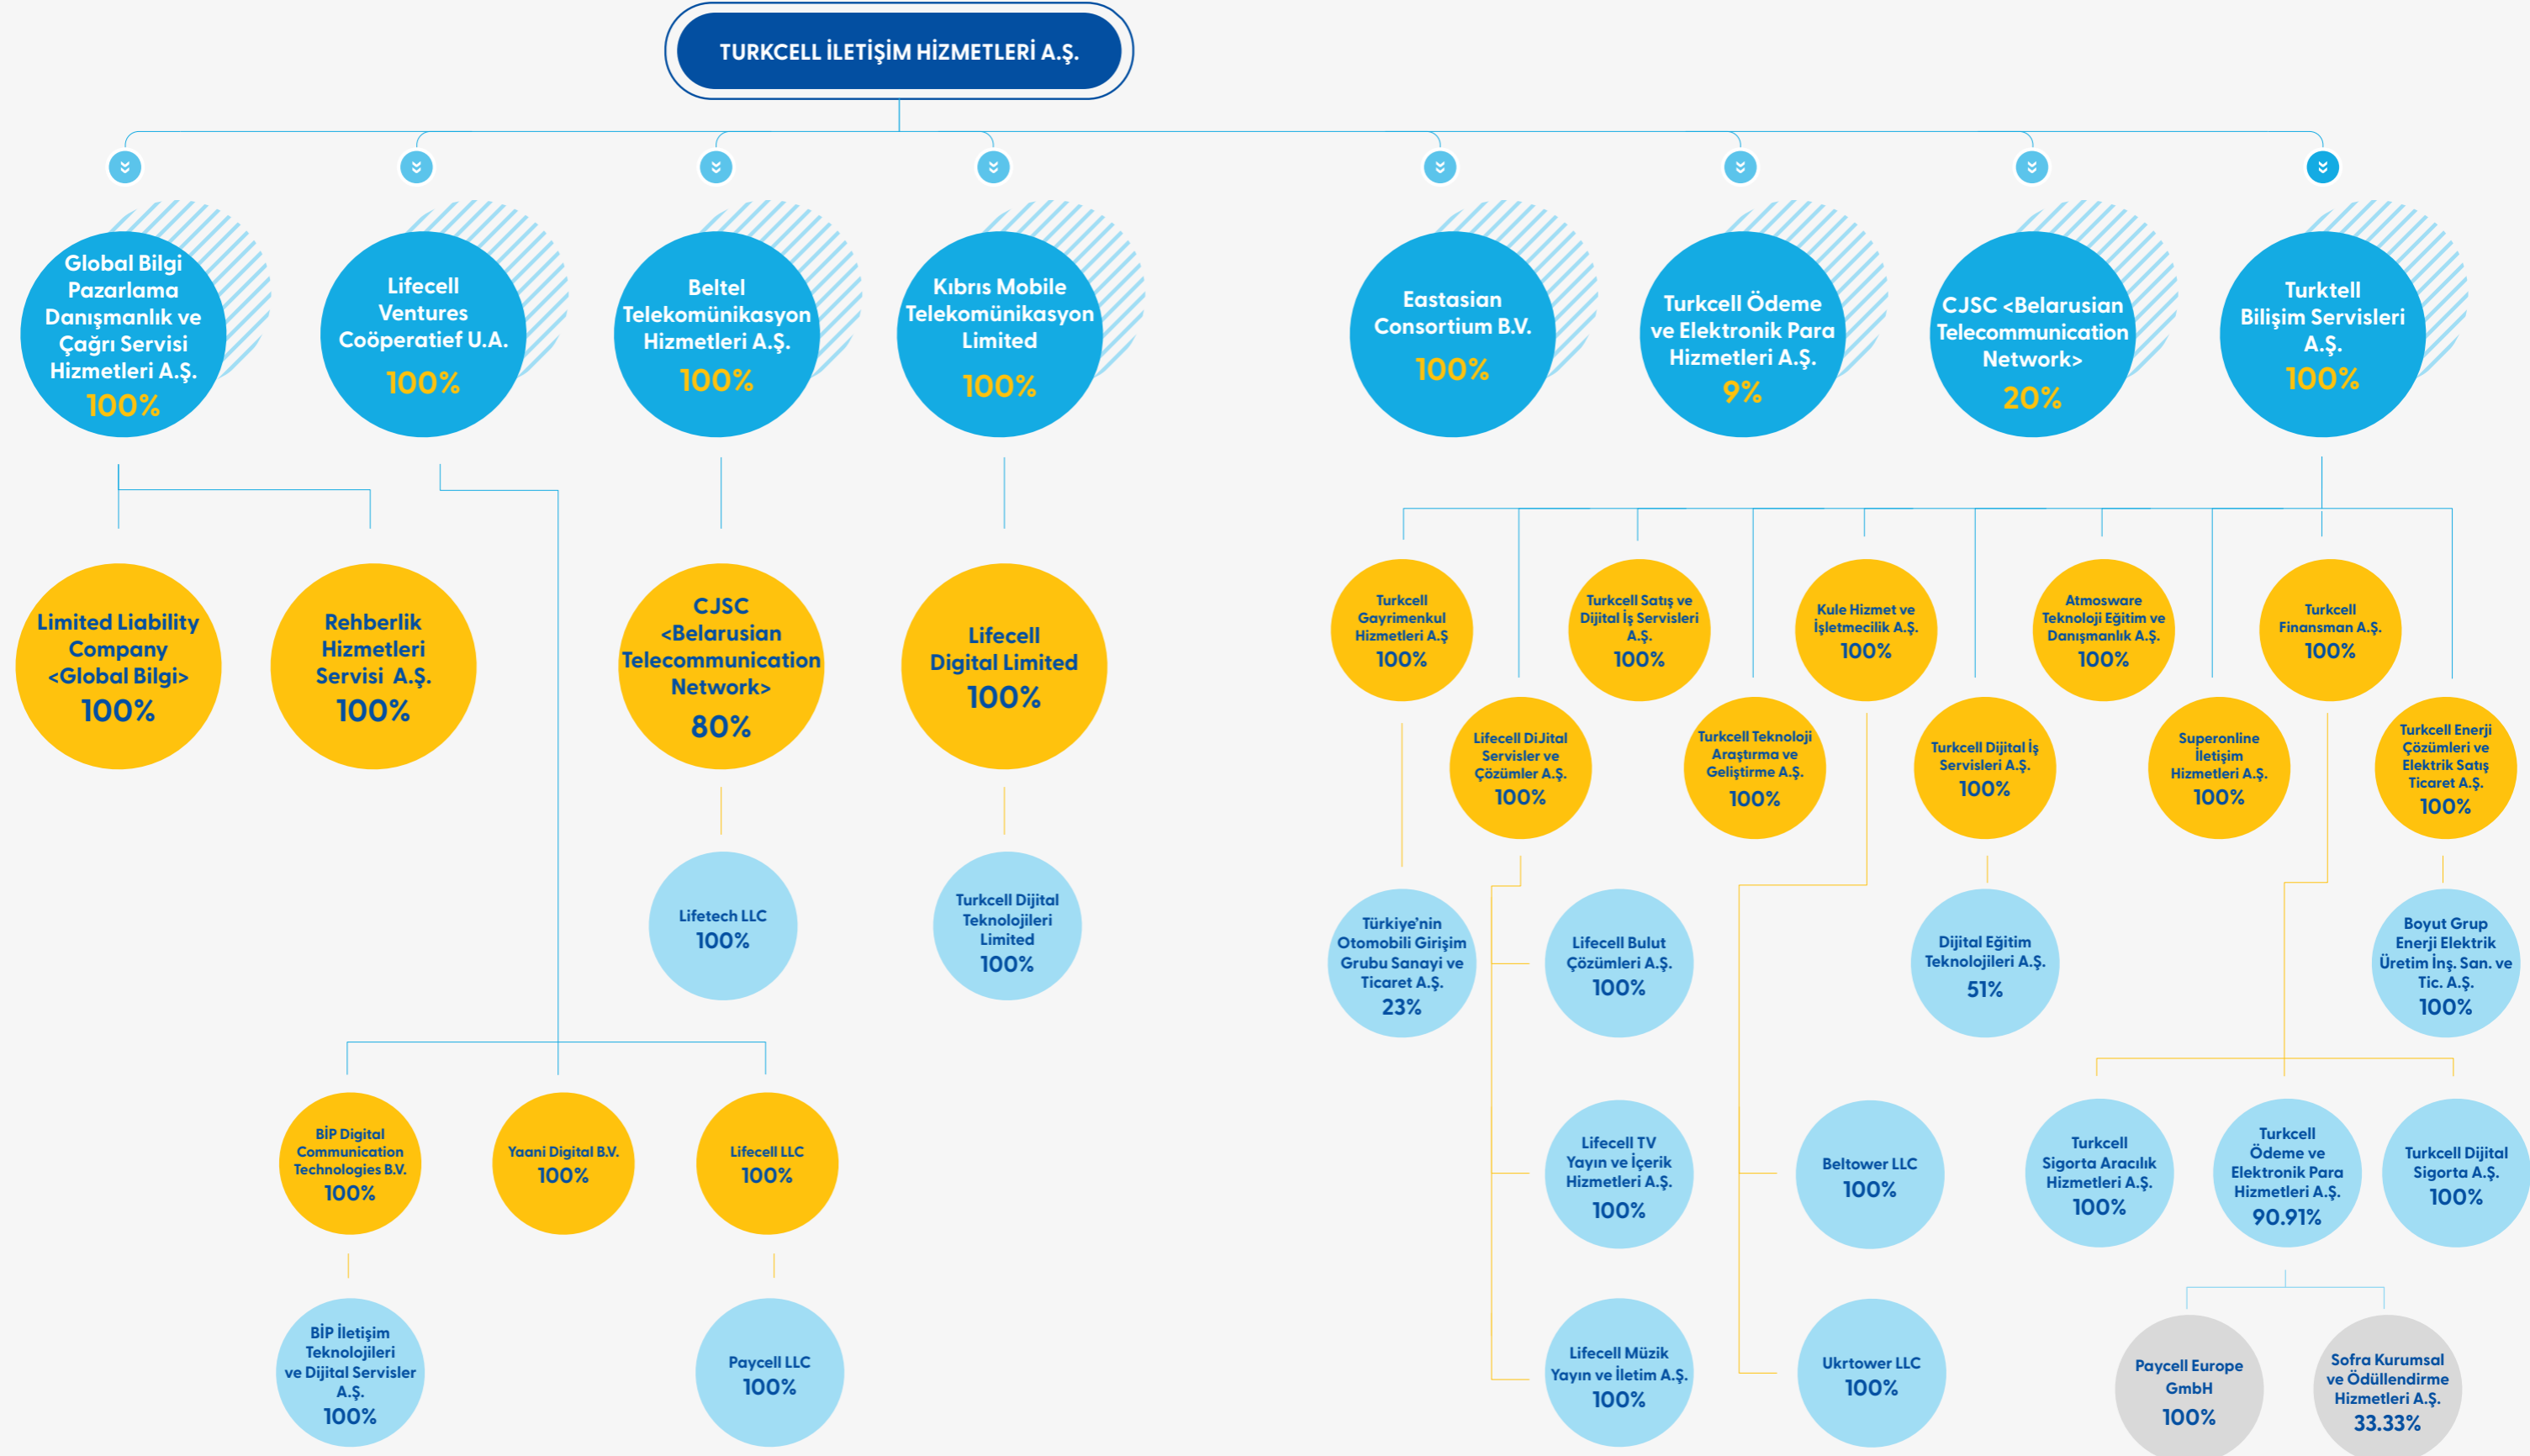 TURKCELL İLETİŞİM HİZMETLERİ A.Ş.
Global Bilgi
Pazarlama
Danışmanlık ve
Çağrı Servisi
Hizmetleri A.Ş.
100%
Lifecell
Ventures
Coöperatief U.A.
100%
Beltel
Telekomünikasyon
Hizmetleri A.Ş.
100%
Kıbrıs Mobile
Telekomünikasyon
Limited
100%
Eastasian
Consortium B.V.
100%
Turkcell Ödeme
ve Elektronik Para
Hizmetleri A.Ş.
9%
CJSC <Belarusian
Telecommunication
Network>
20%
Turktell
Bilişim Servisleri
A.Ş.
100%
Limited Liability
Company
<Global Bilgi>
100%
Rehberlik
Hizmetleri
Servisi A.Ş.
100%
CJSC
<Belarusian
Telecommunication
Network>
80%
Lifecell
Digital Limited
100%
Turkcell
Gayrimenkul
Hizmetleri A.Ş
100%
Turkcell Satış ve
Dijital İş Servisleri
A.Ş.
100%
Kule Hizmet ve
İşletmecilik A.Ş.
100%
Atmosware
Teknoloji Eğitim ve
Danışmanlık A.Ş.
100%
Turkcell
Finansman A.Ş.
100%
Lifecell DiJital
Servisler ve
Çözümler A.Ş.
100%
Turkcell Teknoloji
Araştırma ve
Geliştirme A.Ş.
100%
Turkcell Dijital İş
Servisleri A.Ş.
100%
Superonline
İletişim
Hizmetleri A.Ş.
100%
Turkcell Enerji
Çözümleri ve
Elektrik Satış
Ticaret A.Ş.
100%
Lifetech LLC
100%
Turkcell Dijital
Teknolojileri
Limited
100%
Türkiye'nin
Otomobili Girişim
Grubu Sanayi ve
Ticaret A.Ş.
23%
Lifecell Bulut
Çözümleri A.Ş.
100%
Dijital Eğitim
Teknolojileri A.Ş.
51%
Boyut Grup
Enerji Elektrik
Üretim İnş. San. ve
Tic. A.Ş.
100%
BİP Digital
Communication
Technologies B.V.
100%
Yaani Digital B.V.
100%
Lifecell LLC
100%
Lifecell TV
Yayın ve İçerik
Hizmetleri A.Ş.
100%
Beltower LLC
100%
Turkcell
Sigorta Aracılık
Hizmetleri A.Ş.
100%
Turkcell
Ödeme ve
Elektronik Para
Hizmetleri A.Ş.
90.91%
Turkcell Dijital
Sigorta A.Ş.
100%
BİP İletişim
Teknolojileri
ve Dijital Servisler
A.Ş.
100%
Paycell LLC
100%
Lifecell Müzik
Yayın ve İletim A.Ş.
100%
Ukrtower LLC
100%
Paycell Europe
GmbH
100%
Sofra Kurumsal
ve Ödüllendirme
Hizmetleri A.Ş.
33.33%